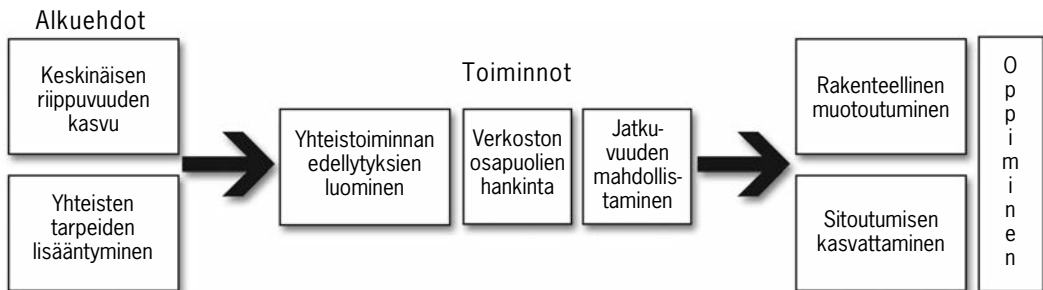 Alkuehdot
Keskinäisen
riippuvuuden
kasvu
Yhteisten
tarpeiden
lisääntyminen
Toiminnot
Yhteistoiminnan
edellytyksien
luominen
Verkoston
osapuolien
hankinta
Jatku-
vuuden
mahdollis-
taminen
Rakenteellinen
muotoutuminen
Sitoutumisen
kasvattaminen
O
p
p
i
m
i
n
e
n